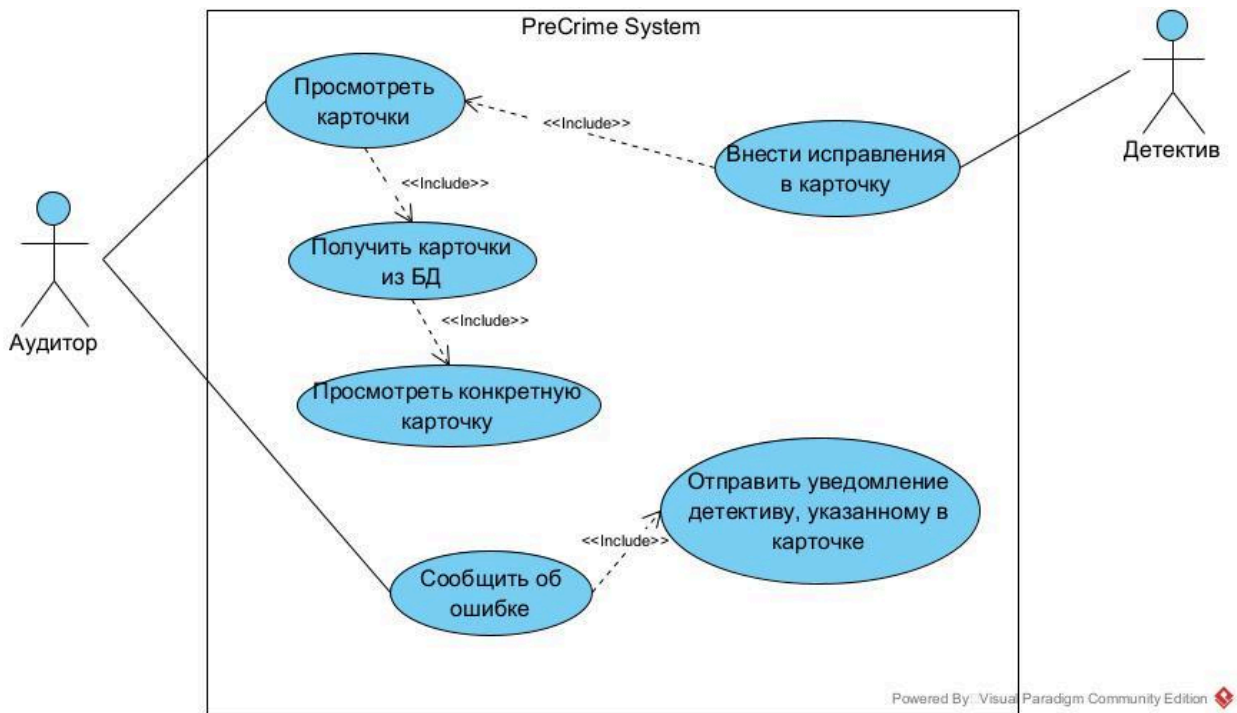 PreCrime System
Просмотреть
карточки
<<Include>>
Внести исправления
в карточку
Детектив
<<Include>>
Получить карточки
из БД
Аудитор
<<Include>>
Просмотреть конкретную
карточку
Отправить уведомление
детективу, указанному в
карточке
<<Include>>
Сообщить об
ошибке
Powered By Visual Paradigm Community Edition